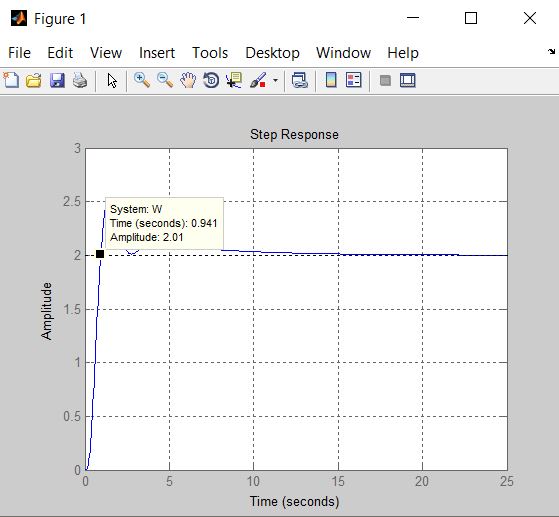 Figure 1
File Edit View Insert Tools Desktop Window Help
Step Response
3
2.5
2
1.5
1
0.5
0
System: W
Time (seconds): 0.941
Amplitude: 2.01
Amplitude
0 5 10 15 20 25
Time (seconds)